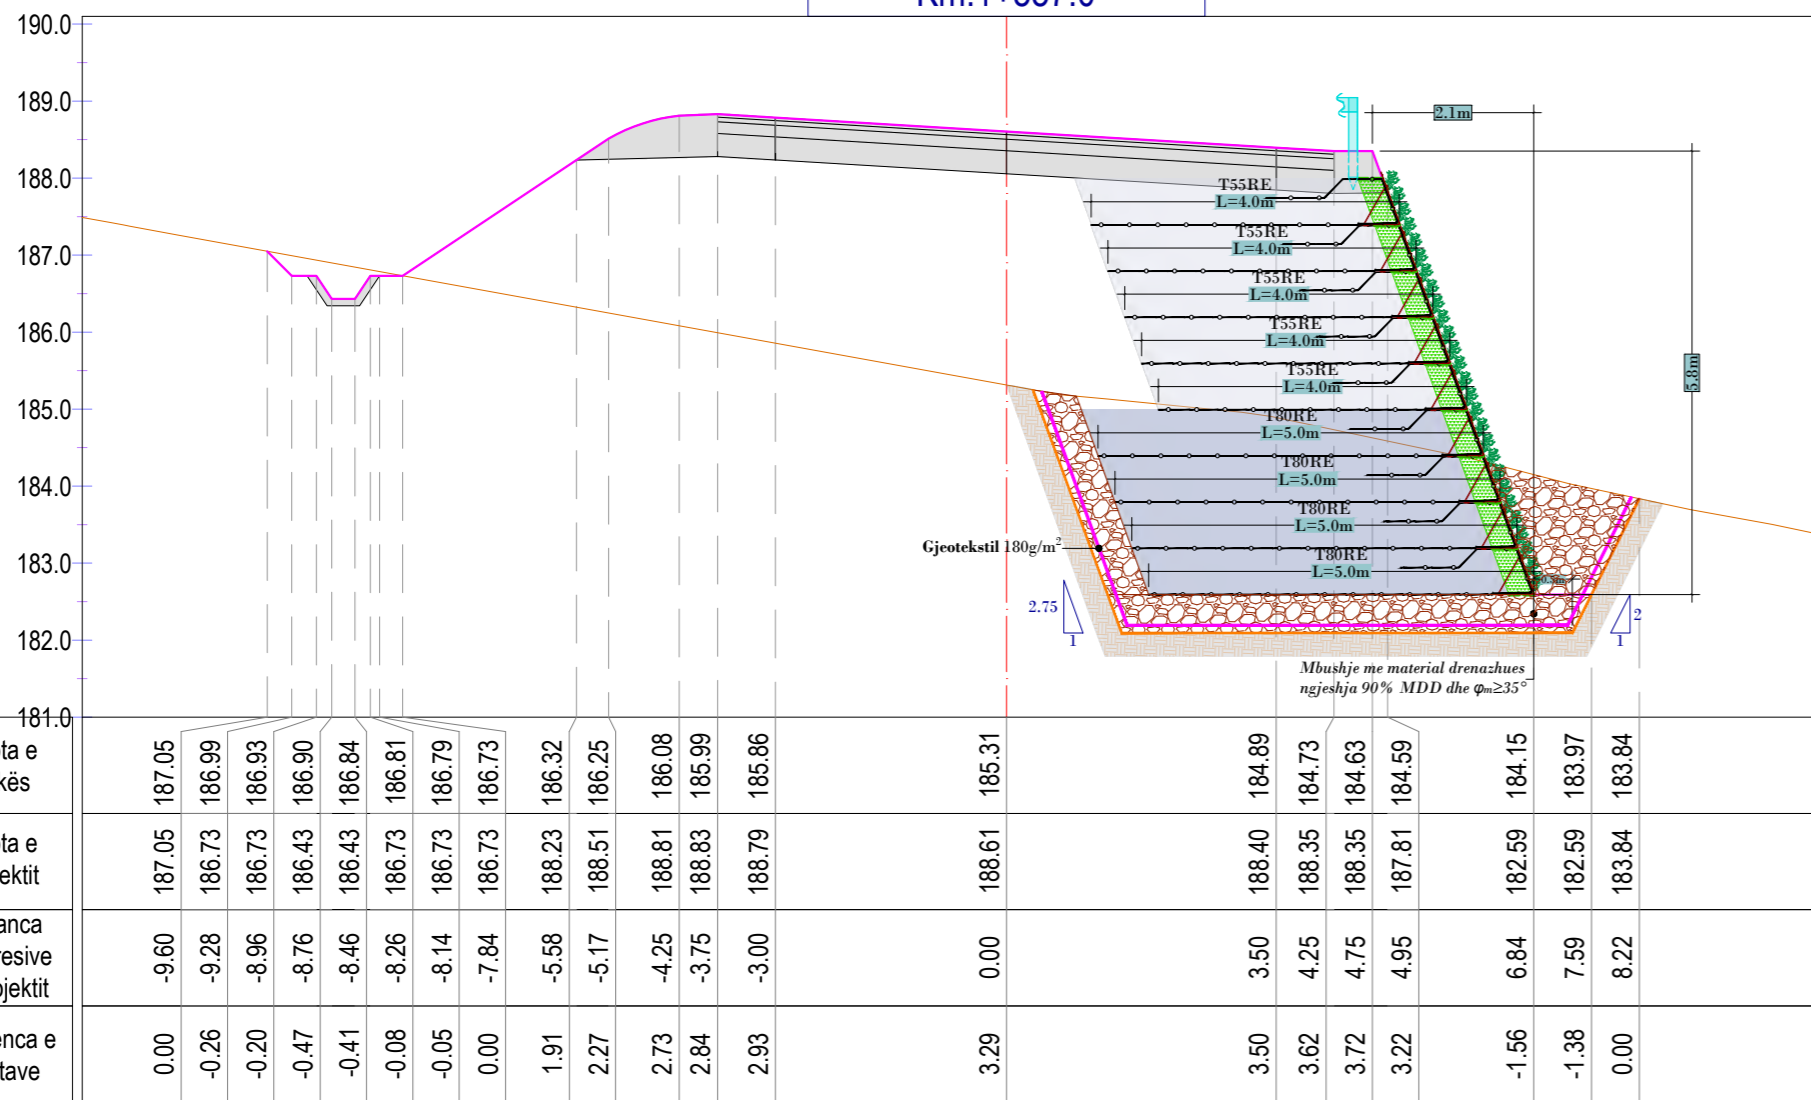 190.0
189.0
188.0
187.0
186.0
185.0
184.0
183.0
182.0
181.0
2.1m
5.8m
T55RE
L=4.0m
T55RE
L=4.0m
T55RE
L=4.0m
T55RE
L=4.0m
T55RE
L=4.0m
T80RE
L=5.0m
T80RE
L=5.0m
T80RE
L=5.0m
T80RE
L=5.0m
Gjeotekstil 180g/m²
2.75
1
2
1
Mbushje me material drenazhues
ngjeshja 90% MDD dhe φm≥35°
187.05 186.99 186.93 186.90 186.84 186.81 186.79 186.73 186.32 186.25 186.08 185.99 185.86 185.31 184.89 184.73 184.63 184.59 184.15 183.97 183.84
187.05 186.73 186.73 186.43 186.43 186.73 186.73 186.73 188.23 188.51 188.81 188.83 188.79 188.61 188.40 188.35 188.35 187.81 182.59 182.59 183.84
-9.60 -9.28 -8.96 -8.76 -8.46 -8.26 -8.14 -7.84 -5.58 -5.17 -4.25 -3.75 -3.00 0.00 3.50 4.25 4.75 4.95 6.84 7.59 8.22
0.00 -0.26 -0.20 -0.47 -0.41 -0.08 -0.05 0.00 1.91 2.27 2.73 2.84 2.93 3.29 3.50 3.62 3.72 3.22 -1.56 -1.38 0.00